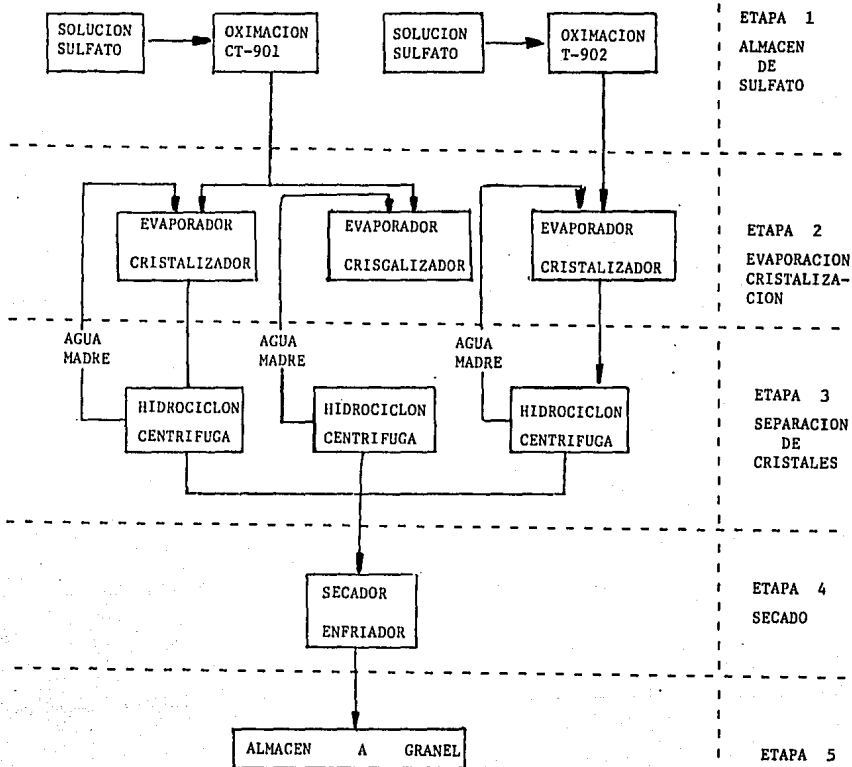 SOLUCION
SULFATO
OXIMACION
CT-901
SOLUCION
SULFATO
OXIMACION
T-902
ETAPA 1
ALMACEN
DE
SULFATO
EVAPORADOR
CRISTALIZADOR
EVAPORADOR
CRISGALIZADOR
EVAPORADOR
CRISTALIZADOR
ETAPA 2
EVAPORACION
CRISTALIZA-
CION
AGUA
MADRE
AGUA
MADRE
AGUA
MADRE
HIDROCICLON
CENTRIFUGA
HIDROCICLON
CENTRIFUGA
HIDROCICLON
CENTRIFUGA
ETAPA 3
SEPARACION
DE
CRISTALES
SECADOR
ENFRIADOR
ETAPA 4
SECADO
ALMACEN A GRANEL
ETAPA 5